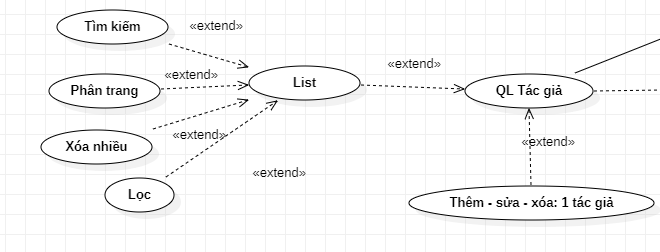 Tìm kiếm
«extend»
«extend»
«extend»
Phân trang
List
QL Tác giả
«extend»
Xóa nhiều
«extend»
«extend»
Lọc
Thêm - sửa - xóa: 1 tác giả